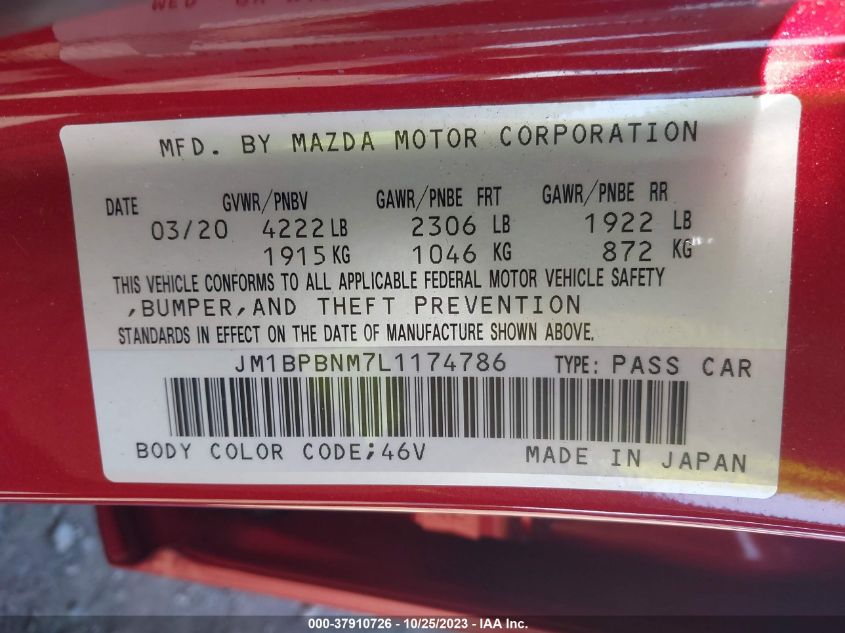 MFD. BY MAZDA MOTOR CORPORATION
DATE GVWR/PNBV GAWR/PNBE FRT GAWR/PNBE RR
03/20 4222 LB 2306 LB 1922 LB
1915 KG 1046 KG 872 KG
THIS VEHICLE CONFORMS TO ALL APPLICABLE FEDERAL MOTOR VEHICLE SAFETY
,BUMPER,AND THEFT PREVENTION
STANDARDS IN EFFECT ON THE DATE OF MANUFACTURE SHOWN ABOVE.
JM1BPBNM7L1174786 TYPE: PASS CAR
BODY COLOR CODE;46V MADE IN JAPAN
000-37910726 - 10/25/2023 - IAA Inc.